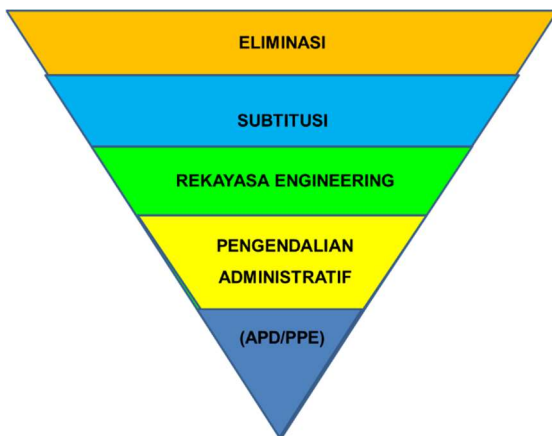 ELIMINASI
SUBTITUSI
REKAYASA ENGINEERING
PENGENDALIAN
ADMINISTRATIF
(APD/PPE)